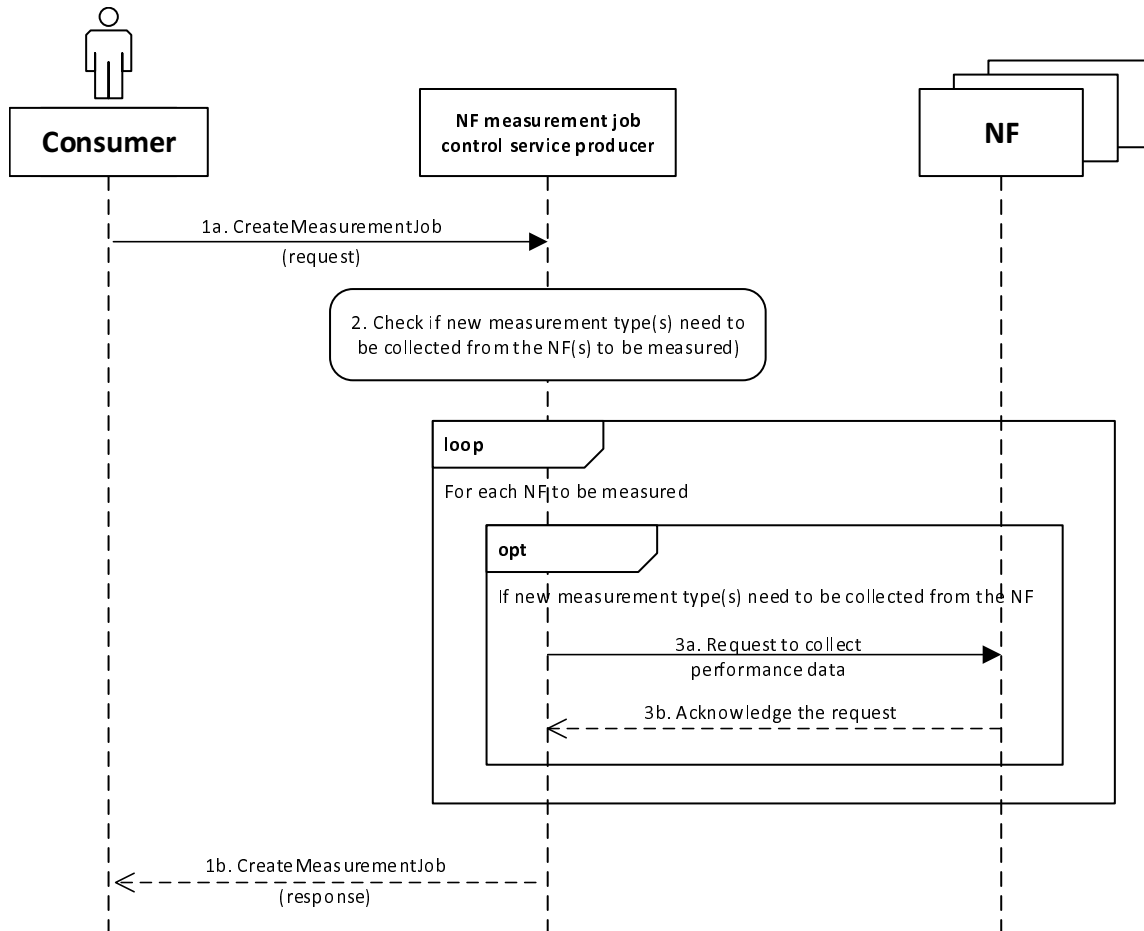 Consumer
NF measurement job
control service producer
NF
1a. CreateMeasurementJob
(request)
2. Check if new measurement type(s) need to
be collected from the NF(s) to be measured)
loop
For each NF to be measured
opt
If new measurement type(s) need to be collected from the NF
3a. Request to collect
performance data
3b. Acknowledge the request
1b. CreateMeasurementJob
(response)